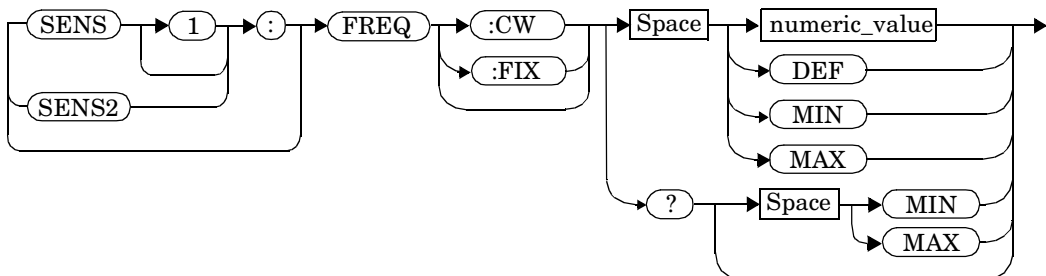 SENS 1 : FREQ :CW Space numeric_value
:FIX DEF
SENS2 MIN
MAX
? Space MIN
MAX